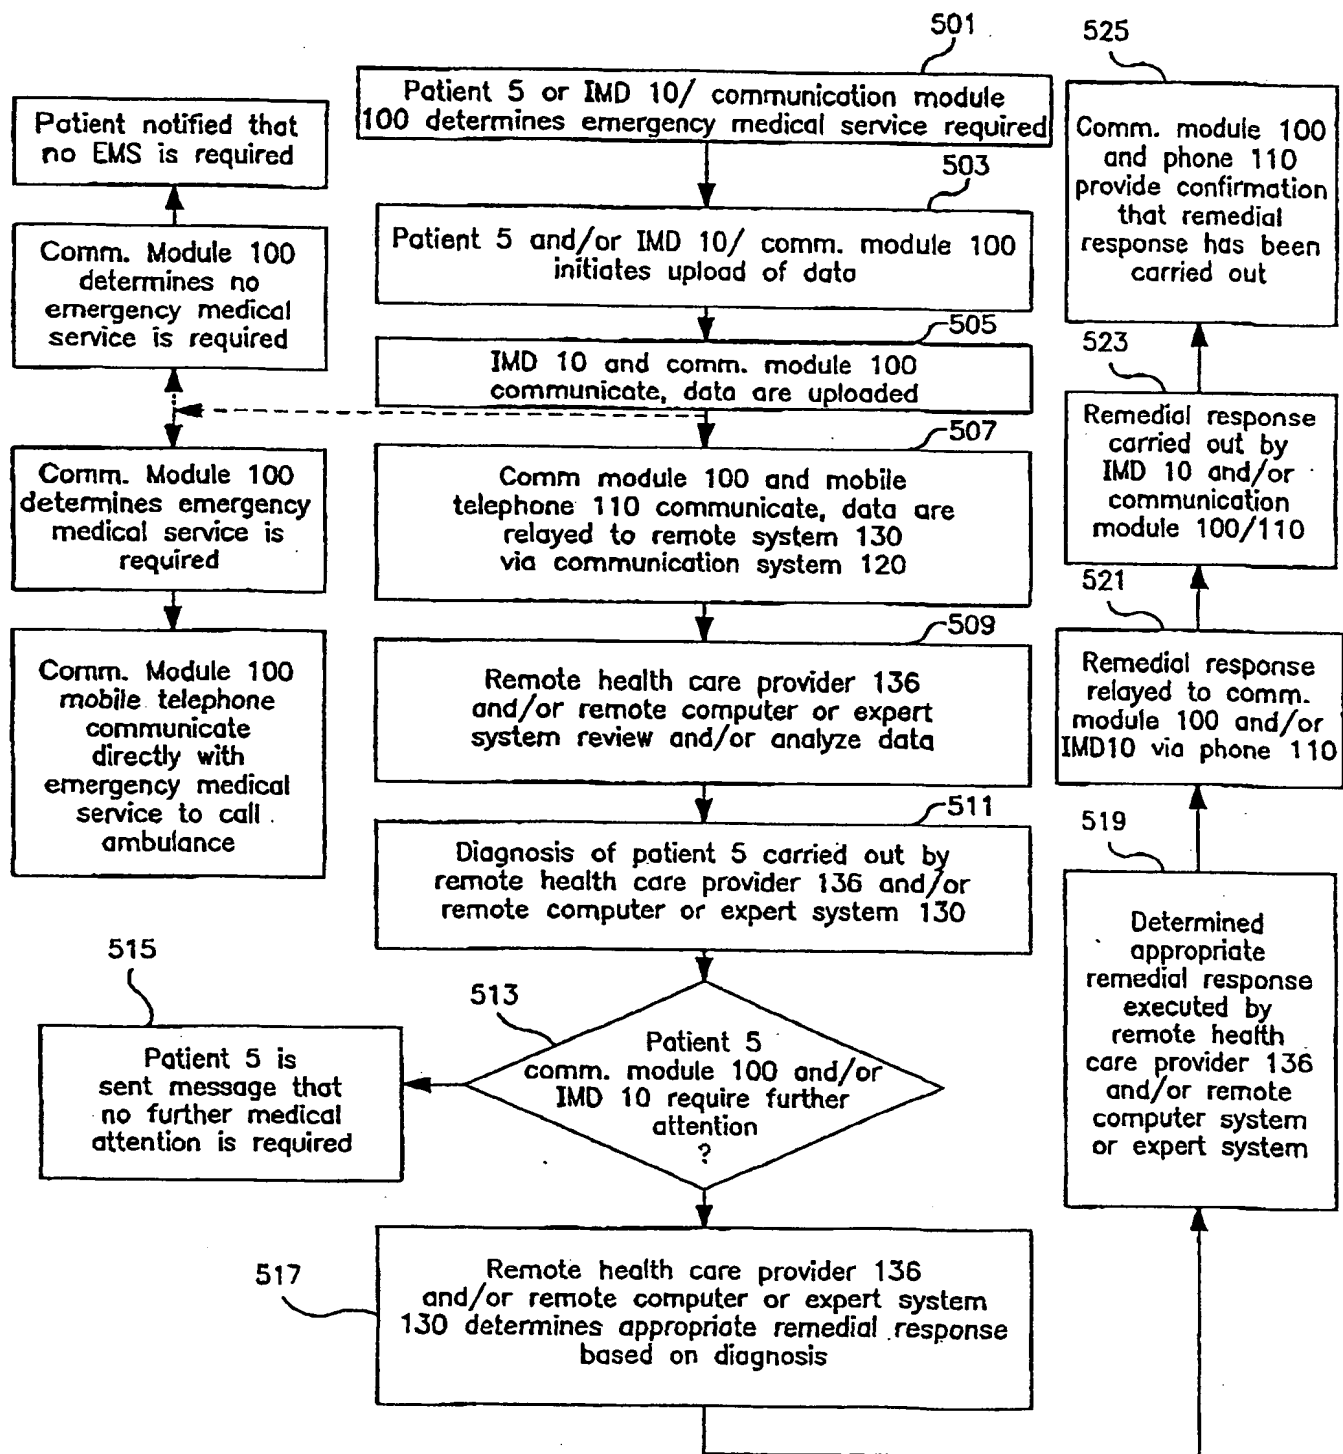 501
Patient 5 or IMD 10/ communication module
100 determines emergency medical service required
503
Patient 5 and/or IMD 10/ comm. module 100
initiates upload of data
505
IMD 10 and comm. module 100
communicate, data are uploaded
507
Comm module 100 and mobile
telephone 110 communicate, data are
relayed to remote system 130
via communication system 120
509
Remote health care provider 136
and/or remote computer or expert
system review and/or analyze data
511
Diagnosis of patient 5 carried out by
remote health care provider 136 and/or
remote computer or expert system 130
513
Patient 5
comm. module 100 and/or
IMD 10 require further
attention
?
515
Patient 5 is
sent message that
no further medical
attention is required
517
Remote health care provider 136
and/or remote computer or expert system
130 determines appropriate remedial response
based on diagnosis
Patient notified that
no EMS is required
Comm. Module 100
determines no
emergency medical
service is required
Comm. Module 100
determines emergency
medical service is
required
Comm. Module 100
mobile telephone
communicate
directly with
emergency medical
service to call
ambulance
525
Comm. module 100
and phone 110
provide confirmation
that remedial
response has been
carried out
523
Remedial response
carried out by
IMD 10 and/or
communication
module 100/110
521
Remedial response
relayed to comm.
module 100 and/or
IMD10 via phone 110
519
Determined
appropriate
remedial response
executed by
remote health
care provider 136
and/or remote
computer system
or expert system